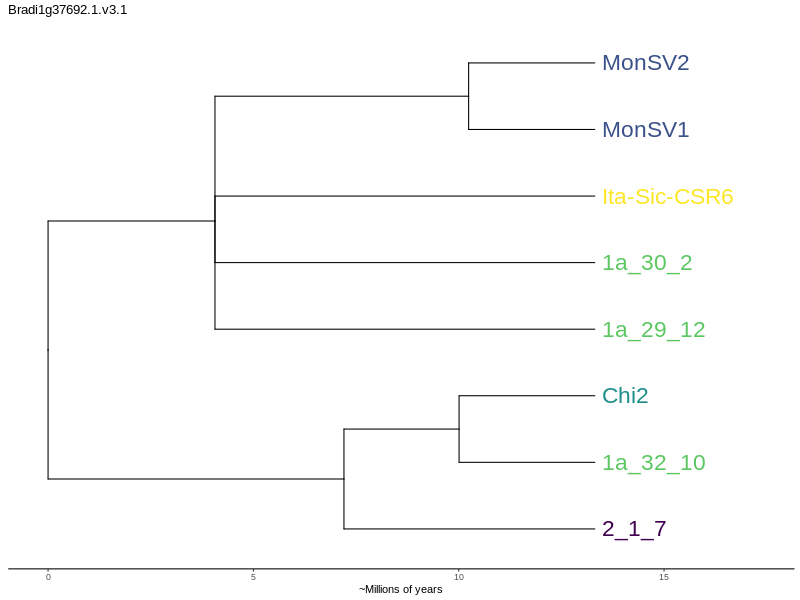 Bradi1g37692.1.v3.1
MonSV2
MonSV1
Ita-Sic-CSR6
1a_30_2
1a_29_12
Chi2
1a_32_10
2_1_7
0 5 10 15
~Millions of years